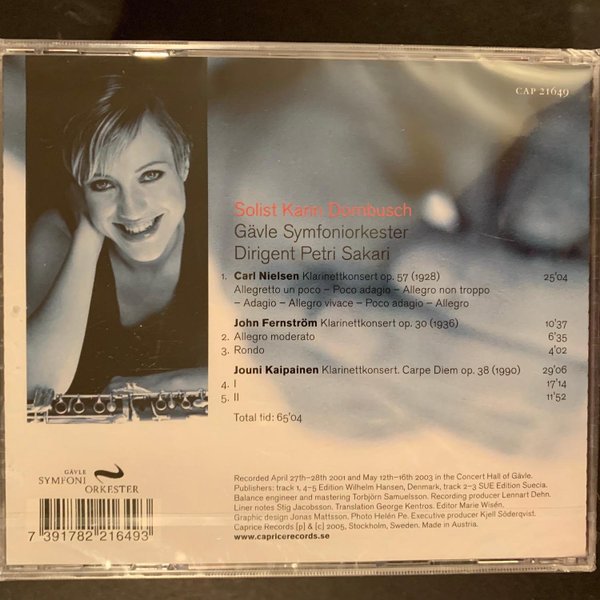 CAP 21649
Solist Karin Dornbusch
Gävle Symfoniorkester
Dirigent Petri Sakari
1. Carl Nielsen Klarinettkonsert op. 57 (1928) 25'04
Allegretto un poco – Poco adagio – Allegro non troppo
– Adagio – Allegro vivace – Poco adagio – Allegro
John Fernström Klarinettkonsert op. 30 (1936) 10'37
2. Allegro moderato 6'35
3. Rondo 4'02
Jouni Kaipainen Klarinettkonsert. Carpe Diem op. 38 (1990) 29'06
4. I 17'14
5. II 11'52
Total tid: 65'04
GÄVLE
SYMFONI
ORKESTER
Recorded April 27th–28th 2001 and May 12th–16th 2003 in the Concert Hall of Gävle.
Publishers: track 1, 4–5 Edition Wilhelm Hansen, Denmark, track 2–3 SUE Edition Suecia.
Balance engineer and mastering Torbjörn Samuelsson. Recording producer Lennart Dehn.
Liner notes Stig Jacobsson. Translation George Kentros. Editor Marie Wisén.
Graphic design Jonas Mattsson. Photo Helén Pe. Executive producer Kjell Söderqvist.
Caprice Records [p] & [c] 2005, Stockholm, Sweden. Made in Austria.
www.capricerecords.se
7 391782 216493